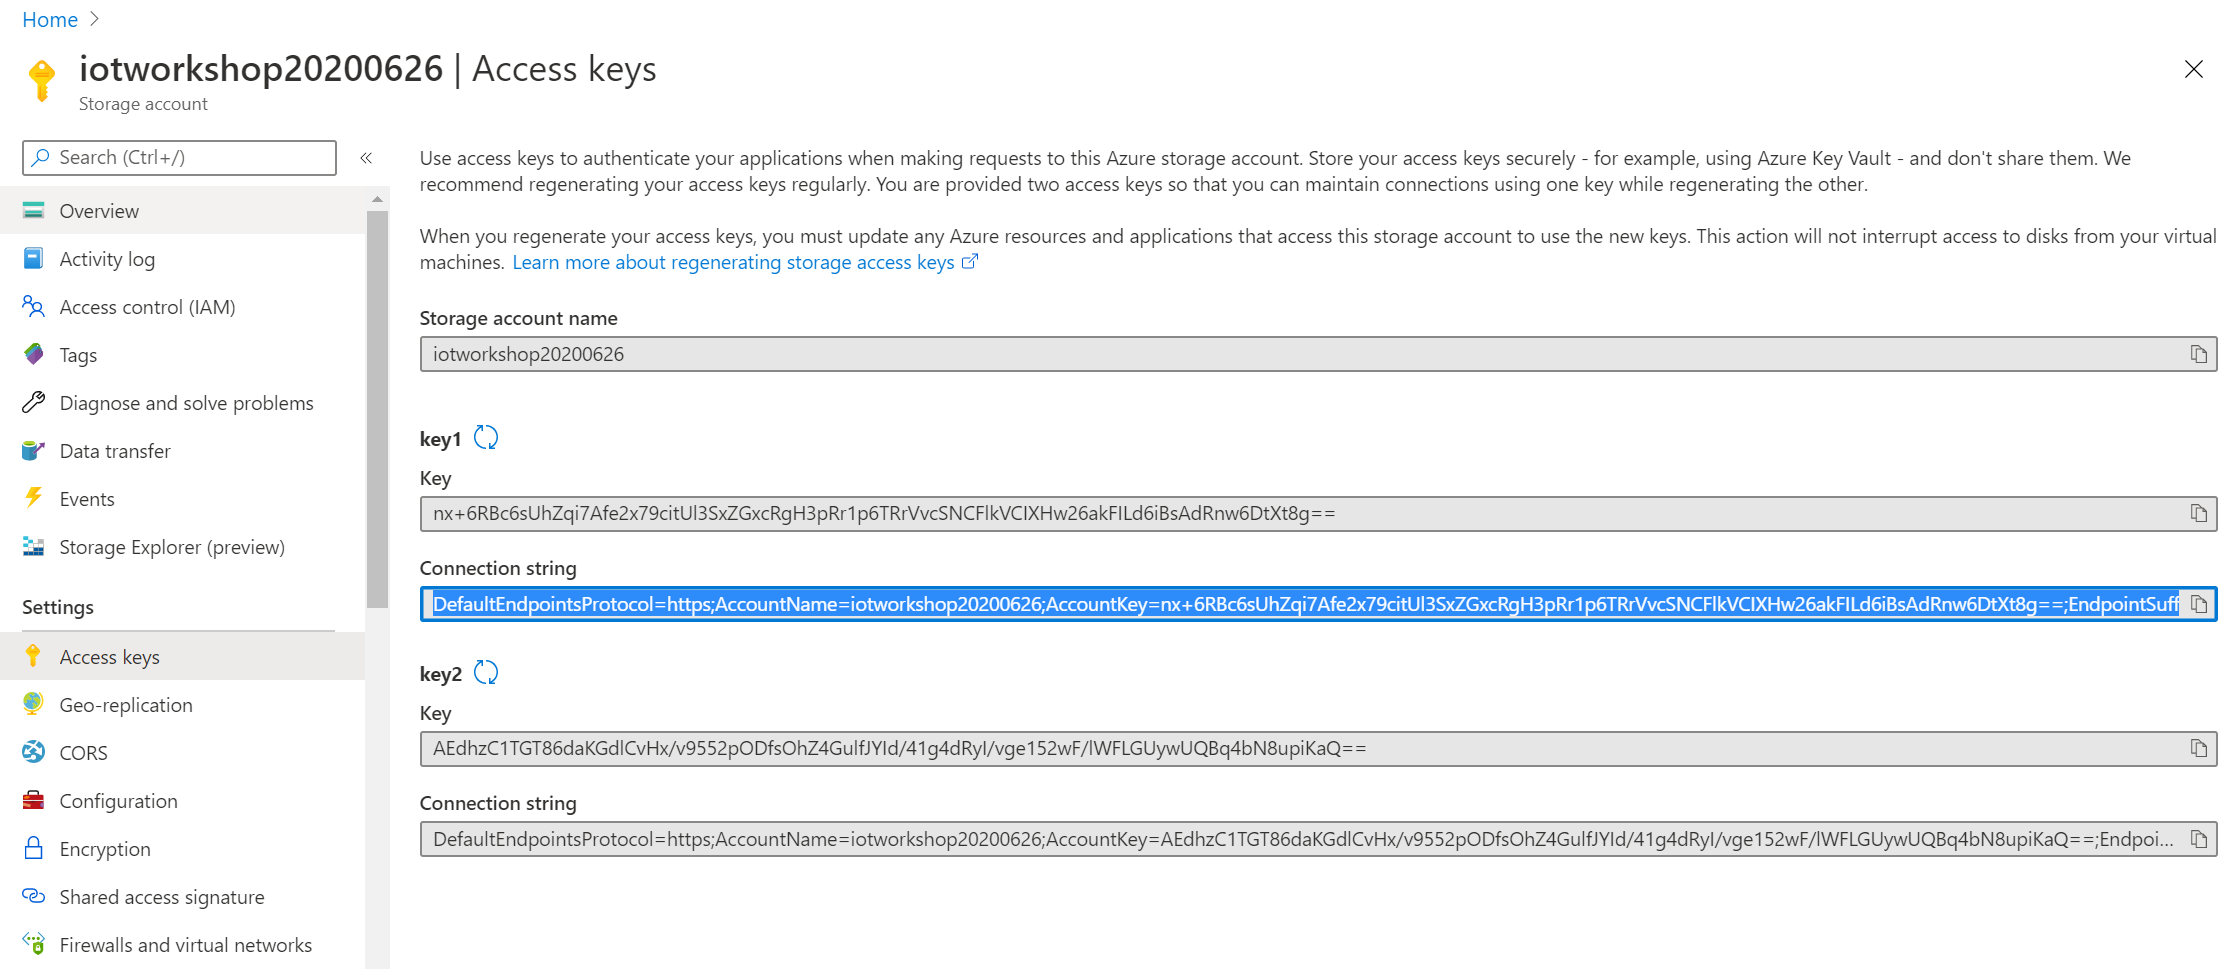 Home
iotworkshop20200626 | Access keys
Storage account
Search (Ctrl+/)
«
Overview
Activity log
Access control (IAM)
Tags
Diagnose and solve problems
Data transfer
Events
Storage Explorer (preview)
Settings
Access keys
Geo-replication
CORS
Configuration
Encryption
Shared access signature
Firewalls and virtual networks
Use access keys to authenticate your applications when making requests to this Azure storage account. Store your access keys securely - for example, using Azure Key Vault - and don't share them. We
recommend regenerating your access keys regularly. You are provided two access keys so that you can maintain connections using one key while regenerating the other.
When you regenerate your access keys, you must update any Azure resources and applications that access this storage account to use the new keys. This action will not interrupt access to disks from your virtual
machines. Learn more about regenerating storage access keys
Storage account name
iotworkshop20200626
key1
Key
nx+6RBc6sUhZqi7Afe2x79citUl3SxZGxcRgH3pRr1p6TRrVvcSNCFlkVCIXHw26akFILd6iBsAdRnw6DtXt8g==
Connection string
DefaultEndpointsProtocol=https;AccountName=iotworkshop20200626;AccountKey=nx+6RBc6sUhZqi7Afe2x79citUl3SxZGxcRgH3pRr1p6TRrVvcSNCFlkVCIXHw26akFILd6iBsAdRnw6DtXt8g==;EndpointSuff
key2
Key
AEdhzC1TGT86daKGdlCvHx/v9552pODfsOhZ4GulfJYId/41g4dRyI/vge152wF/lWFLGUywUQBq4bN8upiKaQ==
Connection string
DefaultEndpointsProtocol=https;AccountName=iotworkshop20200626;AccountKey=AEdhzC1TGT86daKGdlCvHx/v9552pODfsOhZ4GulfJYId/41g4dRyI/vge152wF/lWFLGUywUQBq4bN8upiKaQ==;Endpoi...